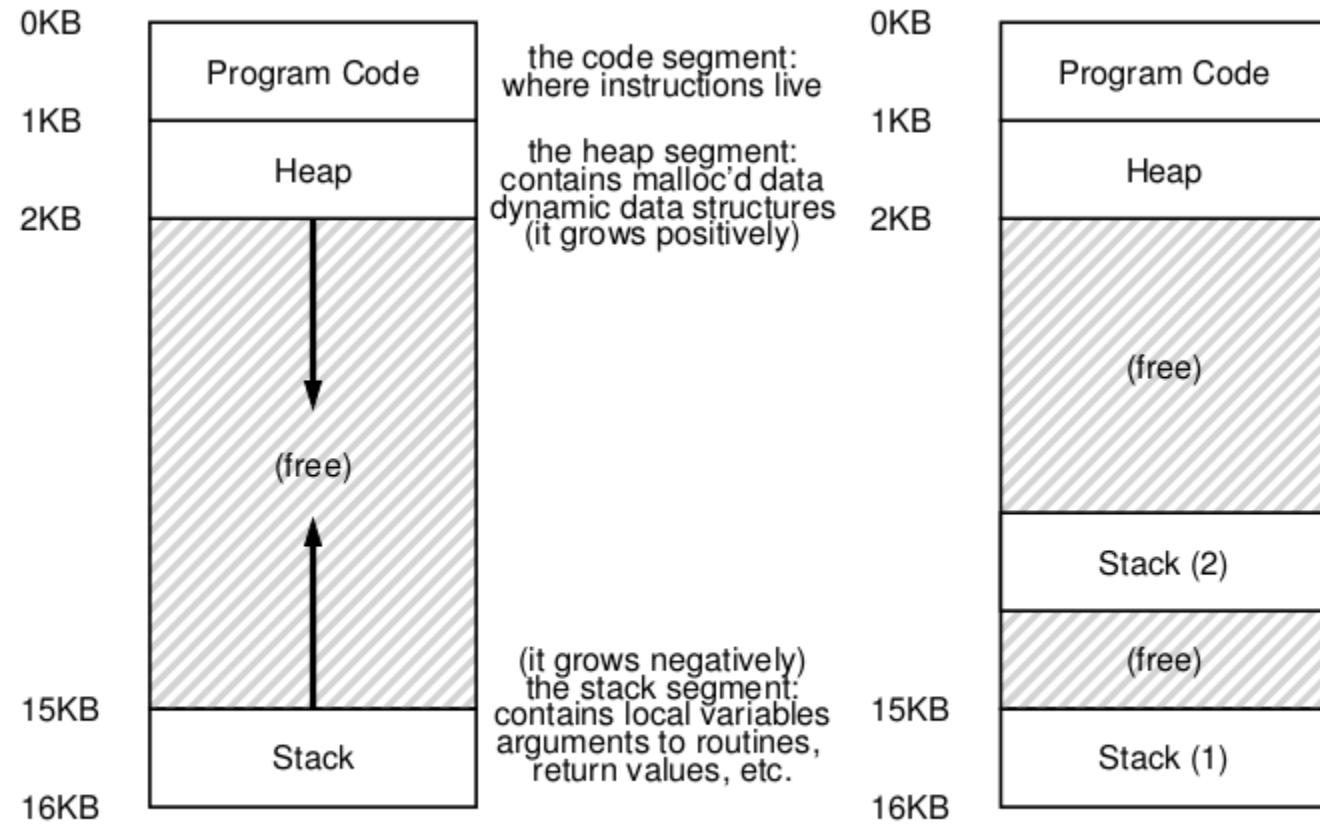 0KB
Program Code
the code segment:
where instructions live
1KB
Heap
the heap segment:
contains malloc'd data
dynamic data structures
(it grows positively)
2KB
(free)
(it grows negatively)
the stack segment:
contains local variables
arguments to routines,
return values, etc.
15KB
Stack
16KB
0KB
Program Code
1KB
Heap
2KB
(free)
Stack (2)
(free)
15KB
Stack (1)
16KB